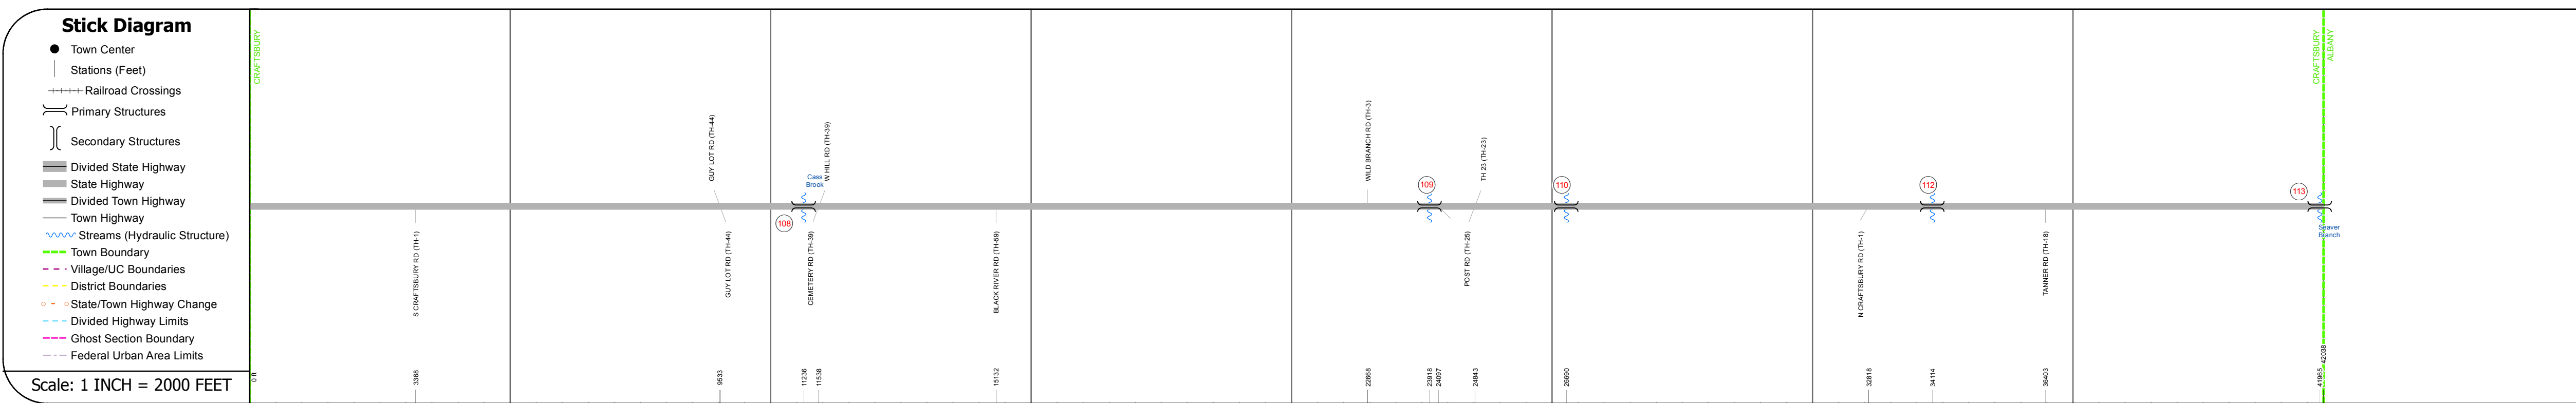 Stick Diagram
Town Center
Stations (Feet)
Railroad Crossings
Primary Structures
Secondary Structures
Divided State Highway
State Highway
Divided Town Highway
Town Highway
Streams (Hydraulic Structure)
Town Boundary
Village/UC Boundaries
District Boundaries
State/Town Highway Change
Divided Highway Limits
Ghost Section Boundary
Federal Urban Area Limits
Scale: 1 INCH = 2000 FEET
CRAFTSBURY
0 ft
S CRAFTSBURY RD (TH-1)
3368
GUY LOT RD (TH-44)
GUY LOT RD (TH-44)
9533
108
Cass
Brook
11236
W HILL RD (TH-39)
CEMETERY RD (TH-39)
11538
BLACK RIVER RD (TH-59)
15132
WILD BRANCH RD (TH-3)
22668
109
23918
24097
POST RD (TH-25)
TH 23 (TH-23)
24843
110
26690
N CRAFTSBURY RD (TH-1)
32818
112
34114
TANNER RD (TH-18)
36403
113
CRAFTSBURY
ALBANY
Seaver
Branch
41965
42038